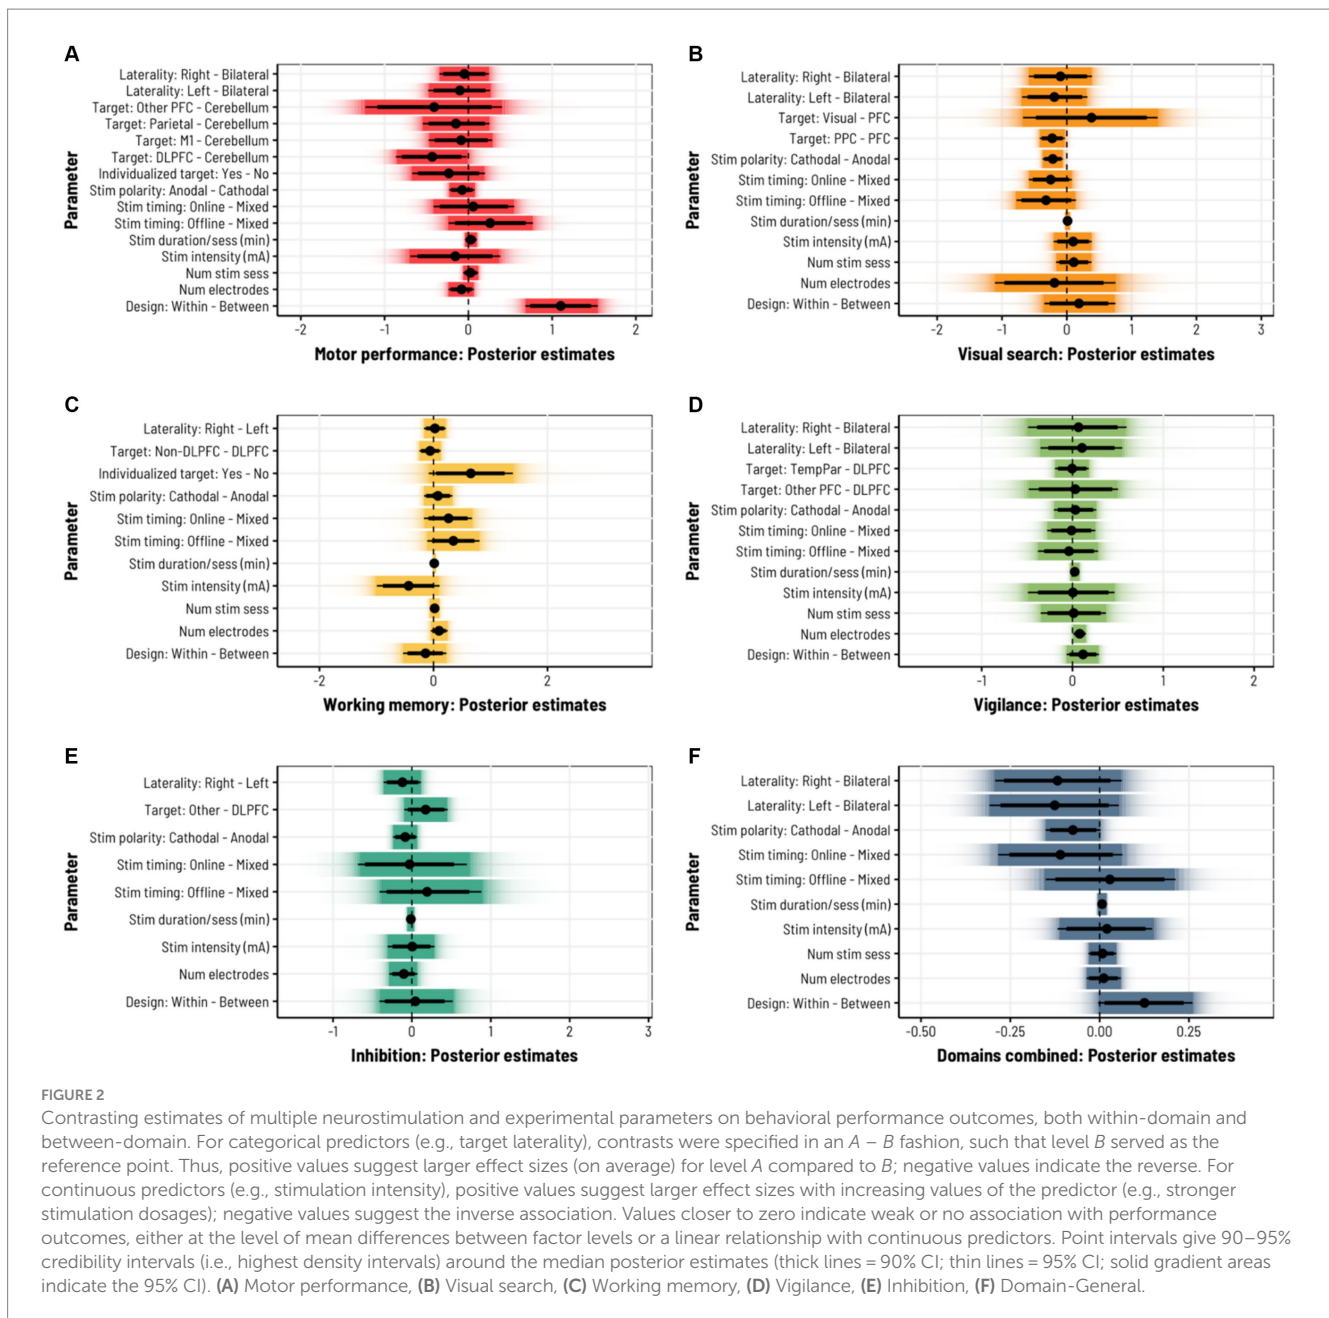 A
Parameter
Laterality: Right - Bilateral
Laterality: Left - Bilateral
Target: Other PFC - Cerebellum
Target: Parietal - Cerebellum
Target: M1 - Cerebellum
Target: DLPFC - Cerebellum
Individualized target: Yes - No
Stim polarity: Anodal - Cathodal
Stim timing: Online - Mixed
Stim timing: Offline - Mixed
Stim duration/sess (min)
Stim intensity (mA)
Num stim sess
Num electrodes
Design: Within - Between
-2 -1 0 1 2
Motor performance: Posterior estimates
B
Parameter
Laterality: Right - Bilateral
Laterality: Left - Bilateral
Target: Visual - PFC
Target: PPC - PFC
Stim polarity: Cathodal - Anodal
Stim timing: Online - Mixed
Stim timing: Offline - Mixed
Stim duration/sess (min)
Stim intensity (mA)
Num stim sess
Num electrodes
Design: Within - Between
-2 -1 0 1 2 3
Visual search: Posterior estimates
C
Parameter
Laterality: Right - Left
Target: Non-DLPFC - DLPFC
Individualized target: Yes - No
Stim polarity: Cathodal - Anodal
Stim timing: Online - Mixed
Stim timing: Offline - Mixed
Stim duration/sess (min)
Stim intensity (mA)
Num stim sess
Num electrodes
Design: Within - Between
-2 0 2
Working memory: Posterior estimates
D
Parameter
Laterality: Right - Bilateral
Laterality: Left - Bilateral
Target: TempPar - DLPFC
Target: Other PFC - DLPFC
Stim polarity: Cathodal - Anodal
Stim timing: Online - Mixed
Stim timing: Offline - Mixed
Stim duration/sess (min)
Stim intensity (mA)
Num stim sess
Num electrodes
Design: Within - Between
-1 0 1 2
Vigilance: Posterior estimates
E
Parameter
Laterality: Right - Left
Target: Other - DLPFC
Stim polarity: Cathodal - Anodal
Stim timing: Online - Mixed
Stim timing: Offline - Mixed
Stim duration/sess (min)
Stim intensity (mA)
Num electrodes
Design: Within - Between
-1 0 1 2 3
Inhibition: Posterior estimates
F
Parameter
Laterality: Right - Bilateral
Laterality: Left - Bilateral
Stim polarity: Cathodal - Anodal
Stim timing: Online - Mixed
Stim timing: Offline - Mixed
Stim duration/sess (min)
Stim intensity (mA)
Num stim sess
Num electrodes
Design: Within - Between
-0.50 -0.25 0.00 0.25
Domains combined: Posterior estimates
FIGURE 2
Contrasting estimates of multiple neurostimulation and experimental parameters on behavioral performance outcomes, both within-domain and
between-domain. For categorical predictors (e.g., target laterality), contrasts were specified in an A – B fashion, such that level B served as the
reference point. Thus, positive values suggest larger effect sizes (on average) for level A compared to B; negative values indicate the reverse. For
continuous predictors (e.g., stimulation intensity), positive values suggest larger effect sizes with increasing values of the predictor (e.g., stronger
stimulation dosages); negative values suggest the inverse association. Values closer to zero indicate weak or no association with performance
outcomes, either at the level of mean differences between factor levels or a linear relationship with continuous predictors. Point intervals give 90–95%
credibility intervals (i.e., highest density intervals) around the median posterior estimates (thick lines = 90% CI; thin lines = 95% CI; solid gradient areas
indicate the 95% CI). (A) Motor performance, (B) Visual search, (C) Working memory, (D) Vigilance, (E) Inhibition, (F) Domain-General.